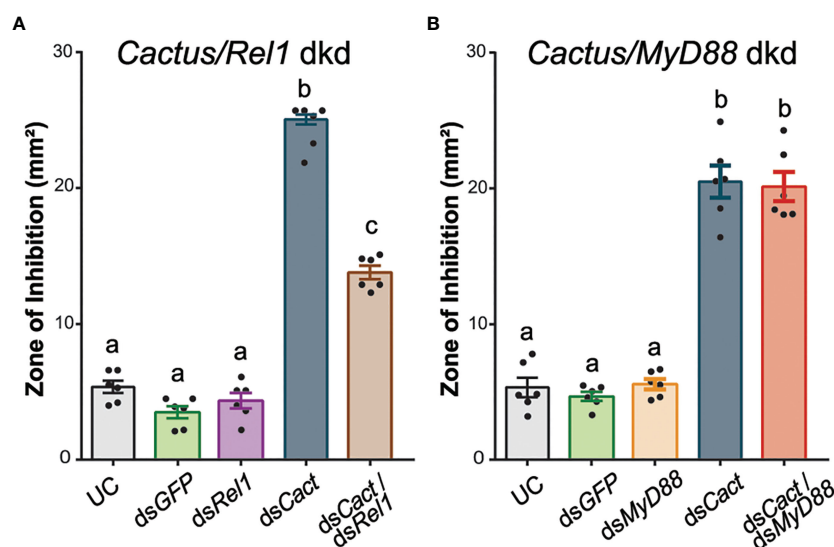 A
Cactus/Rel1 dkd
Zone of Inhibition (mm²)
30
20
10
0
a
a
a
b
c
UC
dsGFP
dsRel1
dsCact
dsCact /
dsRel1
B
Cactus/MyD88 dkd
Zone of Inhibition (mm²)
30
20
10
0
a
a
a
b
b
UC
dsGFP
dsMyD88
dsCact
dsCact /
dsMyD88